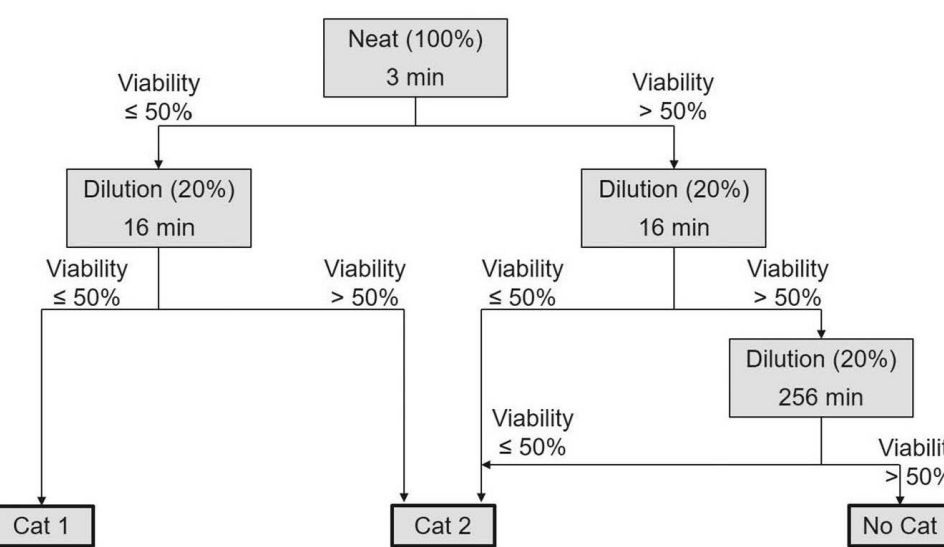 Neat (100%)
3 min
Viability
≤ 50%
Viability
> 50%
Dilution (20%)
16 min
Dilution (20%)
16 min
Viability
≤ 50%
Viability
> 50%
Viability
≤ 50%
Viability
> 50%
Dilution (20%)
256 min
Viability
≤ 50%
Viabilit
> 50%
Cat 1
Cat 2
No Cat